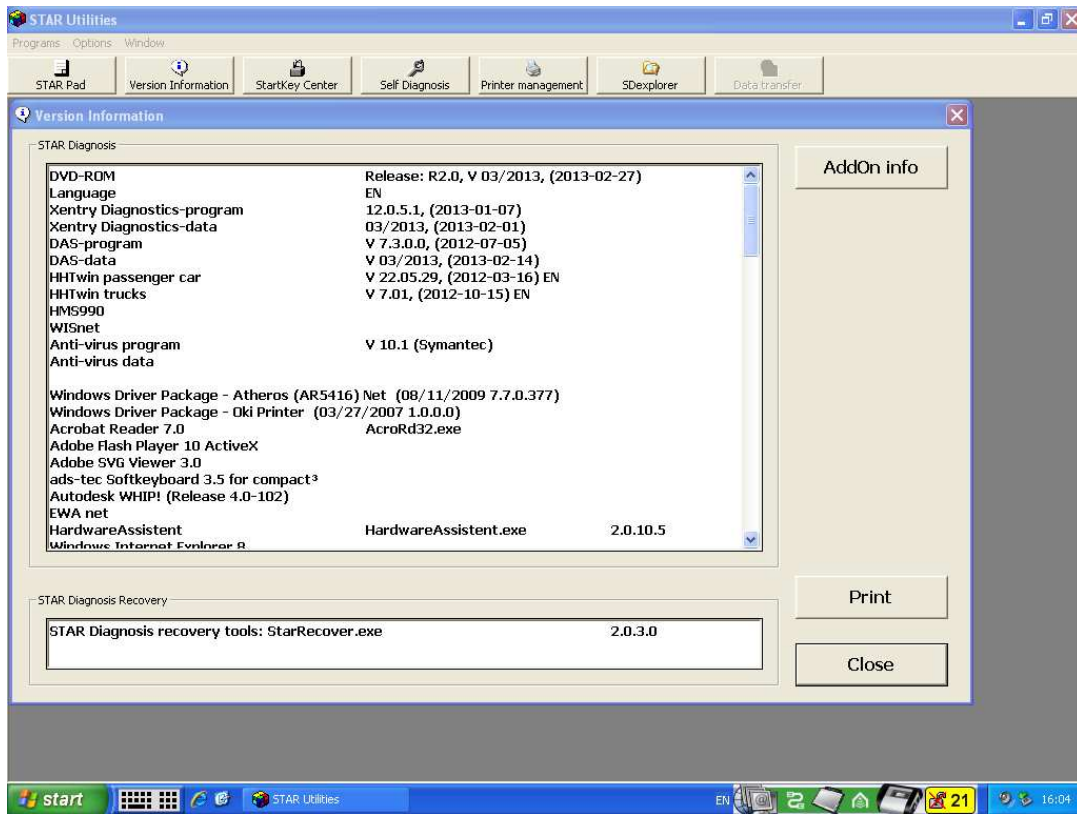 STAR Utilities
Programs Options Window
STAR Pad Version Information StartKey Center Self Diagnosis Printer management SDexplorer Data transfer
Version Information
STAR Diagnosis
AddOn info
DVD-ROM Release: R2.0, V 03/2013, (2013-02-27)
Language EN
Xentry Diagnostics-program 12.0.5.1, (2013-01-07)
Xentry Diagnostics-data 03/2013, (2013-02-01)
DAS-program V 7.3.0.0, (2012-07-05)
DAS-data V 03/2013, (2013-02-14)
HHTwin passenger car V 22.05.29, (2012-03-16) EN
HHTwin trucks V 7.01, (2012-10-15) EN
HMS990
WISnet
Anti-virus program V 10.1 (Symantec)
Anti-virus data
Windows Driver Package - Atheros (AR5416) Net (08/11/2009 7.7.0.377)
Windows Driver Package - Oki Printer (03/27/2007 1.0.0.0)
Acrobat Reader 7.0 AcroRd32.exe
Adobe Flash Player 10 ActiveX
Adobe SVG Viewer 3.0
ads-tec Softkeyboard 3.5 for compact³
Autodesk WHIP! (Release 4.0-102)
EWA net
HardwareAssistent HardwareAssistent.exe 2.0.10.5
Windows Internet Explorer 8
Print
STAR Diagnosis Recovery
STAR Diagnosis recovery tools: StarRecover.exe 2.0.3.0
Close
start STAR Utilities EN 21 16:04